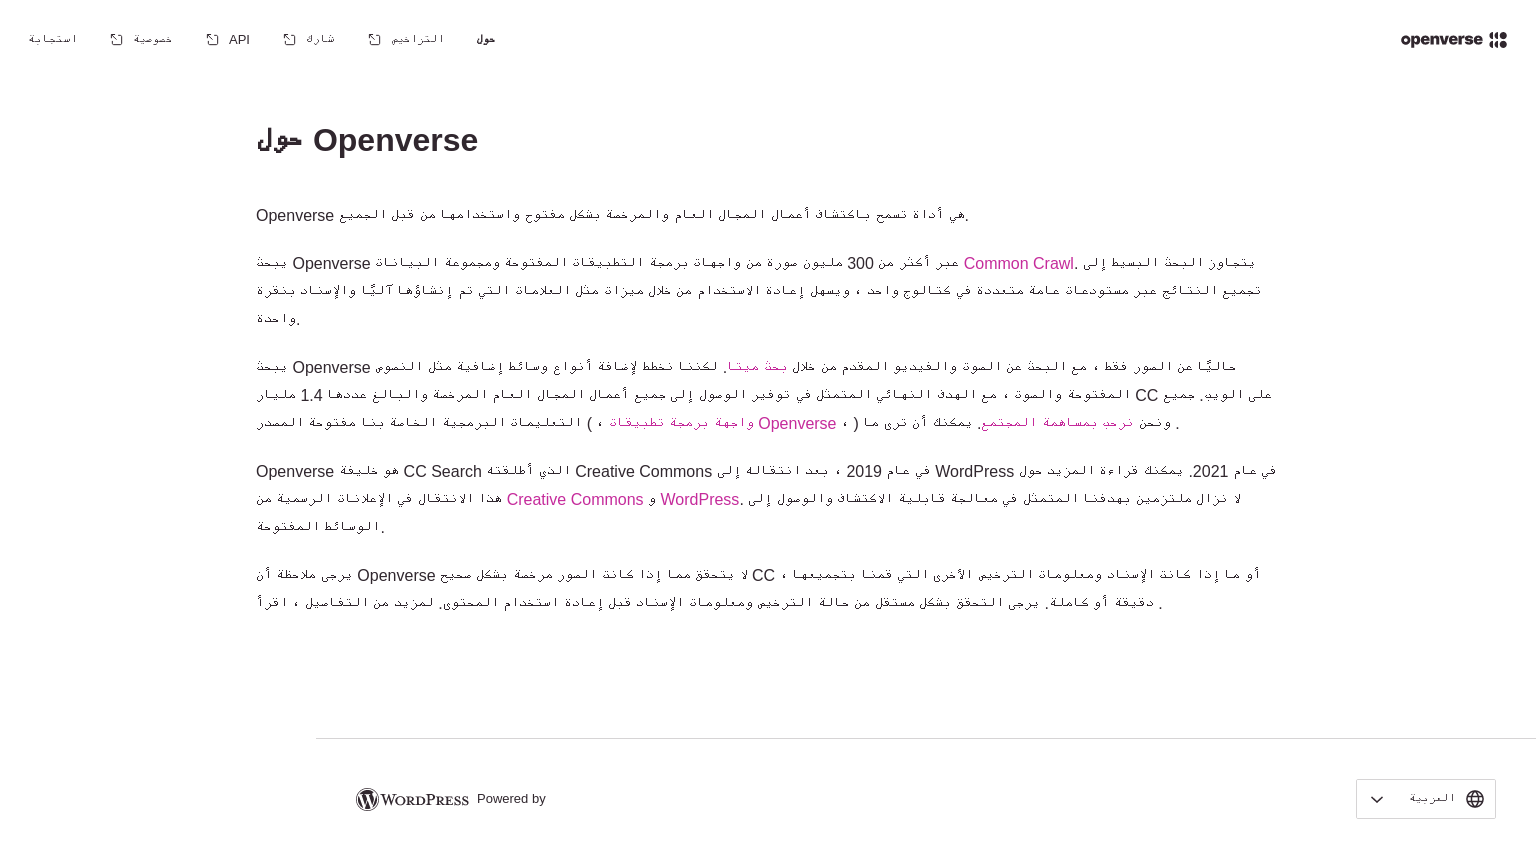 openverse
حول
التراخيص
شارك
API
خصوصية
استجابة
حول Openverse
Openverse هي أداة تسمح باكتشاف أعمال المجال العام والمرخصة بشكل مفتوح واستخدامها من قبل الجميع.
يبحث Openverse عبر أكثر من 300 مليون صورة من واجهات برمجة التطبيقات المفتوحة ومجموعة البيانات Common Crawl. يتجاوز البحث البسيط إلى
تجميع النتائج عبر مستودعات عامة متعددة في كتالوج واحد ، ويسهل إعادة الاستخدام من خلال ميزات مثل العلامات التي تم إنشاؤها آليًا والإسناد بنقرة
واحدة.
يبحث Openverse حاليًا عن الصور فقط ، مع البحث عن الصوت والفيديو المقدم من خلال بحث ميتا. لكننا نخطط لإضافة أنواع وسائط إضافية مثل النصوص
المفتوحة والصوت ، مع الهدف النهائي المتمثل في توفير الوصول إلى جميع أعمال المجال العام المرخصة والبالغ عددها 1.4 مليار CC على الويب. جميع
التعليمات البرمجية الخاصة بنا مفتوحة المصدر ( ، واجهة برمجة تطبيقات Openverse ، ) ونحن نرحب بمساهمة المجتمع. يمكنك أن ترى ما .
Openverse هو خليفة CC Search الذي أطلقته Creative Commons في عام 2019 ، بعد انتقاله إلى WordPress في عام 2021. يمكنك قراءة المزيد حول
هذا الانتقال في الإعلانات الرسمية من Creative Commons و WordPress. لا نزال ملتزمين بهدفنا المتمثل في معالجة قابلية الاكتشاف والوصول إلى
الوسائط المفتوحة.
يرجى ملاحظة أن Openverse لا يتحقق مما إذا كانت الصور مرخصة بشكل صحيح CC ، أو ما إذا كانت الإسناد ومعلومات الترخيص الأخرى التي قمنا بتجميعها
دقيقة أو كاملة. يرجى التحقق بشكل مستقل من حالة الترخيص ومعلومات الإسناد قبل إعادة استخدام المحتوى. لمزيد من التفاصيل ، اقرأ .
العربية
Powered by WORDPRESS